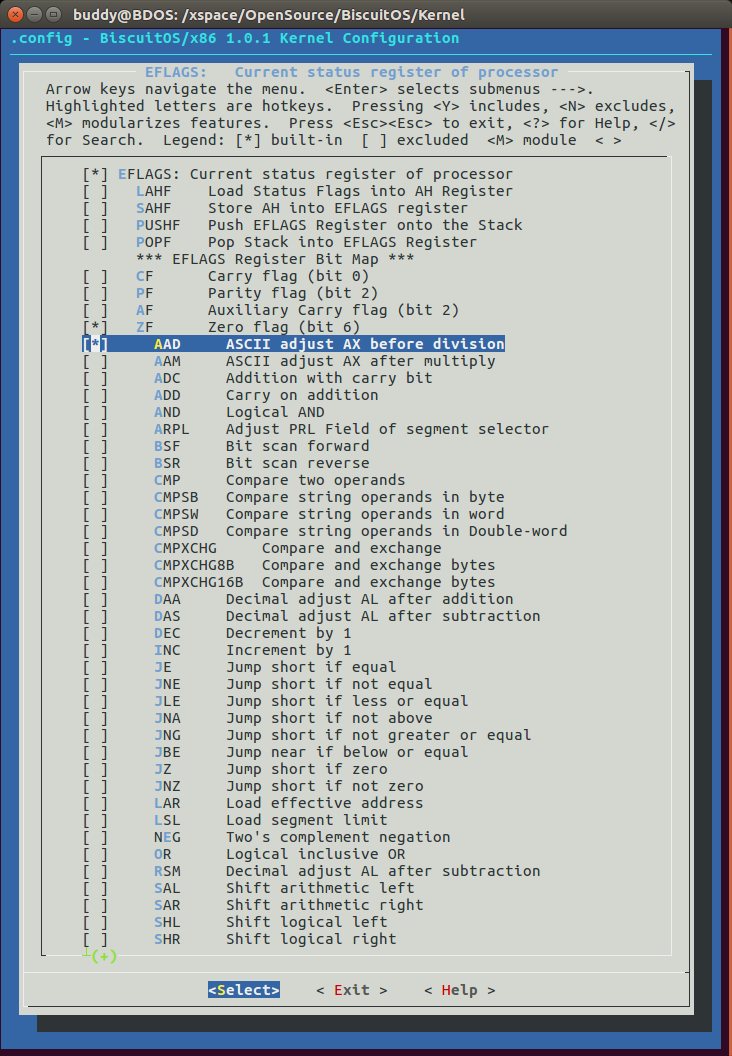 buddy@BDOS: /xspace/OpenSource/BiscuitOS/Kernel
.config - BiscuitOS/x86 1.0.1 Kernel Configuration
EFLAGS:   Current status register of processor
Arrow keys navigate the menu.  <Enter> selects submenus --->.
Highlighted letters are hotkeys.  Pressing <Y> includes, <N> excludes,
<M> modularizes features.  Press <Esc><Esc> to exit, <?> for Help, </>
for Search.  Legend: [*] built-in  [ ] excluded  <M> module  < >
[*] EFLAGS: Current status register of processor
[ ]   LAHF    Load Status Flags into AH Register
[ ]   SAHF    Store AH into EFLAGS register
[ ]   PUSHF   Push EFLAGS Register onto the Stack
[ ]   POPF    Pop Stack into EFLAGS Register
      *** EFLAGS Register Bit Map ***
[ ]   CF      Carry flag (bit 0)
[ ]   PF      Parity flag (bit 2)
[ ]   AF      Auxiliary Carry flag (bit 2)
[*]   ZF      Zero flag (bit 6)
[*]     AAD     ASCII adjust AX before division
[ ]     AAM     ASCII adjust AX after multiply
[ ]     ADC     Addition with carry bit
[ ]     ADD     Carry on addition
[ ]     AND     Logical AND
[ ]     ARPL    Adjust PRL Field of segment selector
[ ]     BSF     Bit scan forward
[ ]     BSR     Bit scan reverse
[ ]     CMP     Compare two operands
[ ]     CMPSB   Compare string operands in byte
[ ]     CMPSW   Compare string operands in word
[ ]     CMPSD   Compare string operands in Double-word
[ ]     CMPXCHG     Compare and exchange
[ ]     CMPXCHG8B   Compare and exchange bytes
[ ]     CMPXCHG16B  Compare and exchange bytes
[ ]     DAA     Decimal adjust AL after addition
[ ]     DAS     Decimal adjust AL after subtraction
[ ]     DEC     Decrement by 1
[ ]     INC     Increment by 1
[ ]     JE      Jump short if equal
[ ]     JNE     Jump short if not equal
[ ]     JLE     Jump short if less or equal
[ ]     JNA     Jump short if not above
[ ]     JNG     Jump short if not greater or equal
[ ]     JBE     Jump near if below or equal
[ ]     JZ      Jump short if zero
[ ]     JNZ     Jump short if not zero
[ ]     LAR     Load effective address
[ ]     LSL     Load segment limit
[ ]     NEG     Two's complement negation
[ ]     OR      Logical inclusive OR
[ ]     RSM     Decimal adjust AL after subtraction
[ ]     SAL     Shift arithmetic left
[ ]     SAR     Shift arithmetic right
[ ]     SHL     Shift logical left
[ ]     SHR     Shift logical right
(+)
<Select>    < Exit >    < Help >